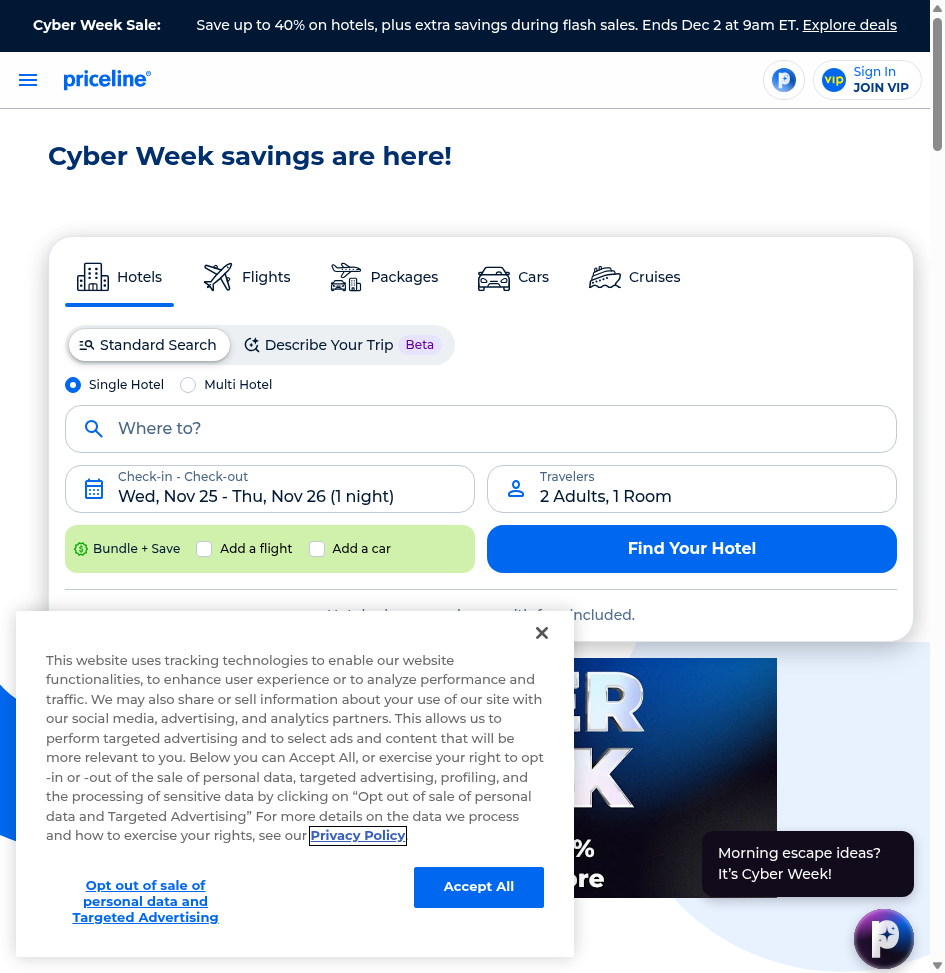 Cyber Week Sale: Save up to 40% on hotels, plus extra savings during flash sales. Ends Dec 2 at 9am ET. Explore deals
priceline®
p
VIP
Sign In
JOIN VIP
Cyber Week savings are here!
Hotels
Flights
Packages
Cars
Cruises
Standard Search
Describe Your Trip
Beta
Single Hotel
Multi Hotel
Where to?
Check-in - Check-out
Wed, Nov 25 - Thu, Nov 26 (1 night)
Travelers
2 Adults, 1 Room
Bundle + Save
Add a flight
Add a car
Find Your Hotel
included.
This website uses tracking technologies to enable our website
functionalities, to enhance user experience or to analyze performance and
traffic. We may also share or sell information about your use of our site with
our social media, advertising, and analytics partners. This allows us to
perform targeted advertising and to select ads and content that will be
more relevant to you. Below you can Accept All, or exercise your right to opt
-in or -out of the sale of personal data, targeted advertising, profiling, and
the processing of sensitive data by clicking on “Opt out of sale of personal
data and Targeted Advertising” For more details on the data we process
and how to exercise your rights, see our Privacy Policy.
Opt out of sale of
personal data and
Targeted Advertising
Accept All
ER
K
%
ore
Morning escape ideas?
It’s Cyber Week!
p